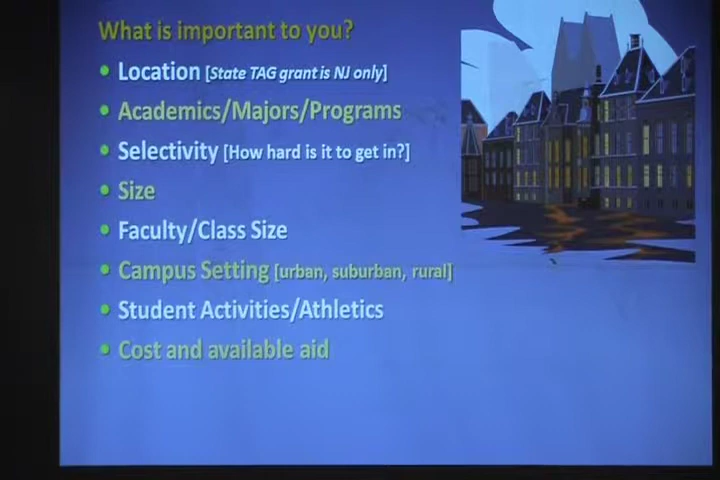 What is important to you?
Location [State TAG grant is NJ only]
Academics/Majors/Programs
Selectivity [How hard is it to get in?]
Size
Faculty/Class Size
Campus Setting [urban, suburban, rural]
Student Activities/Athletics
Cost and available aid